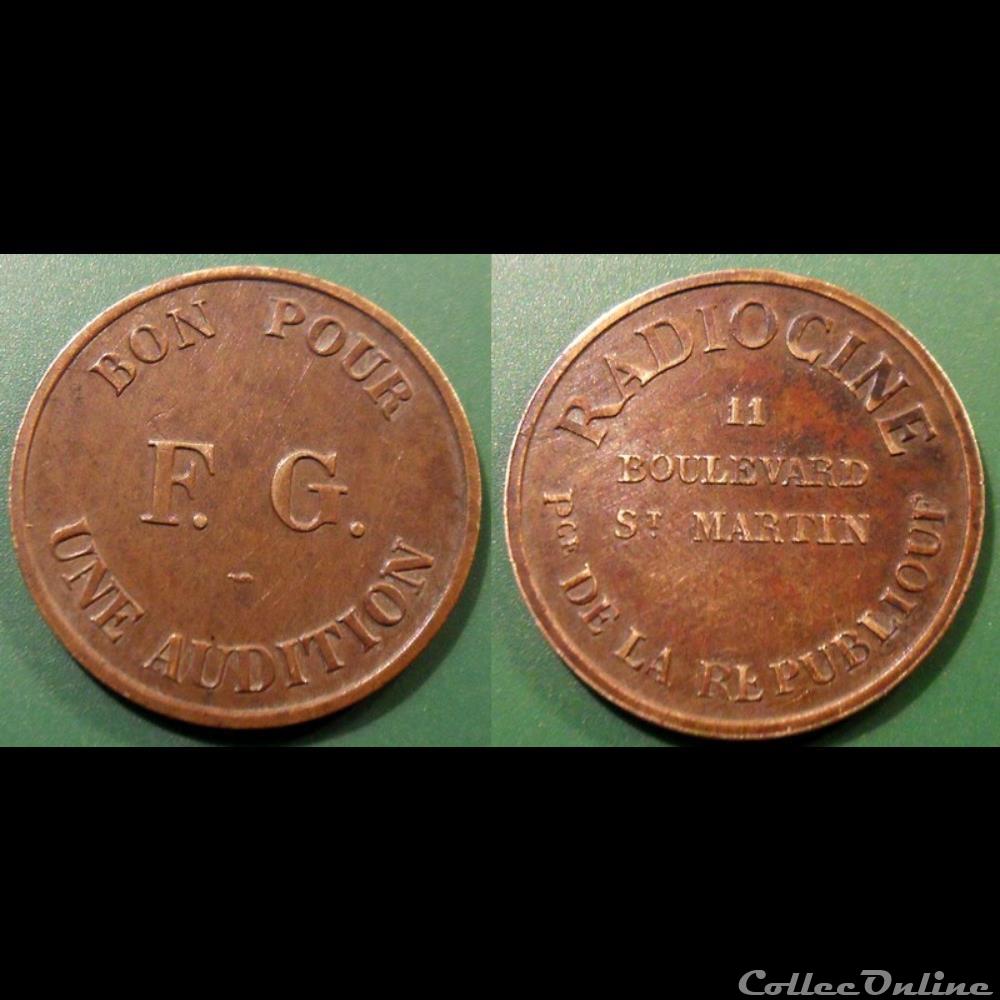 BON POUR
F. G.
UNE AUDITION
RADIOCINE
11
BOULEVARD
ST MARTIN
PCE DE LA REPUBLIQUE
CollecOnline